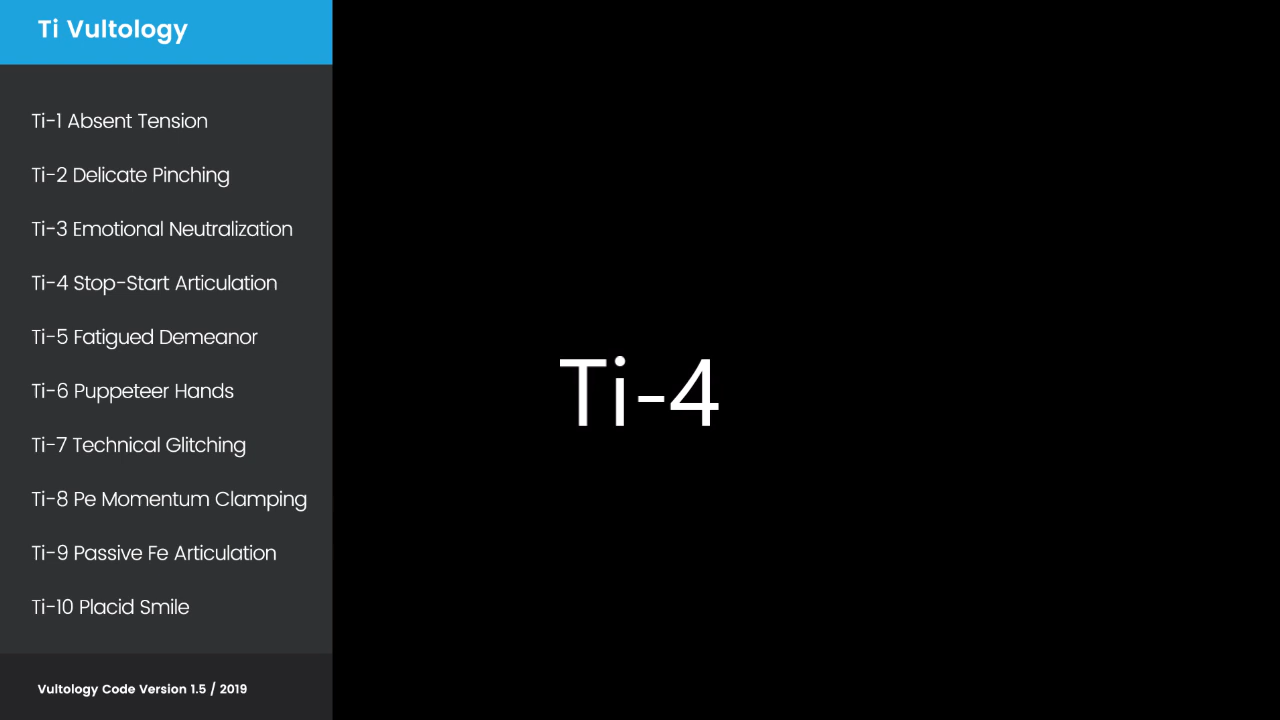 Ti Vultology
Ti-1 Absent Tension
Ti-2 Delicate Pinching
Ti-3 Emotional Neutralization
Ti-4 Stop-Start Articulation
Ti-5 Fatigued Demeanor
Ti-6 Puppeteer Hands
Ti-7 Technical Glitching
Ti-8 Pe Momentum Clamping
Ti-9 Passive Fe Articulation
Ti-10 Placid Smile
Vultology Code Version 1.5 / 2019
Ti-4